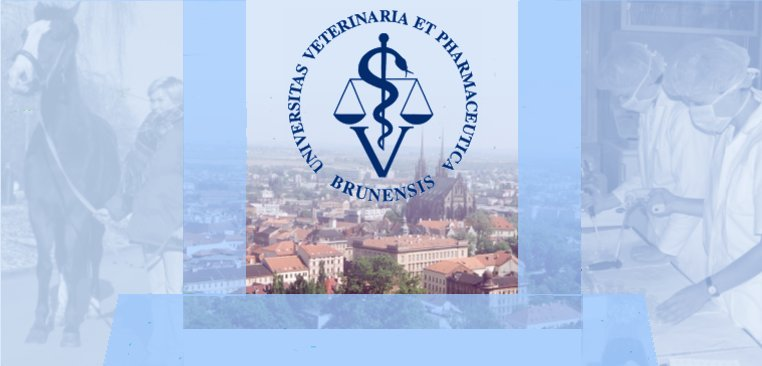 UNIVERSITAS VETERINARIA ET PHARMACEUTICA
BRUNENSIS
V